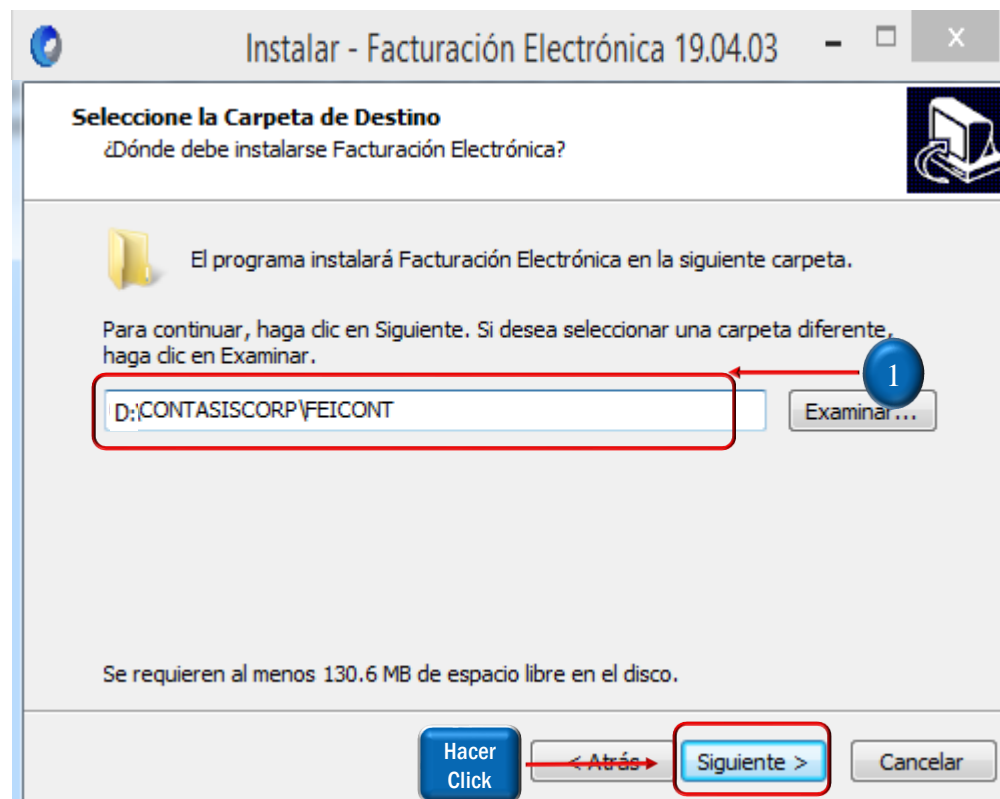 Instalar - Facturación Electrónica 19.04.03
Seleccione la Carpeta de Destino
¿Dónde debe instalarse Facturación Electrónica?
El programa instalará Facturación Electrónica en la siguiente carpeta.
Para continuar, haga clic en Siguiente. Si desea seleccionar una carpeta diferente,
haga clic en Examinar.
1
D:\CONTASISCORP\FEICONT
Examinar...
Se requieren al menos 130.6 MB de espacio libre en el disco.
Hacer
Click
< Atrás
Siguiente >
Cancelar